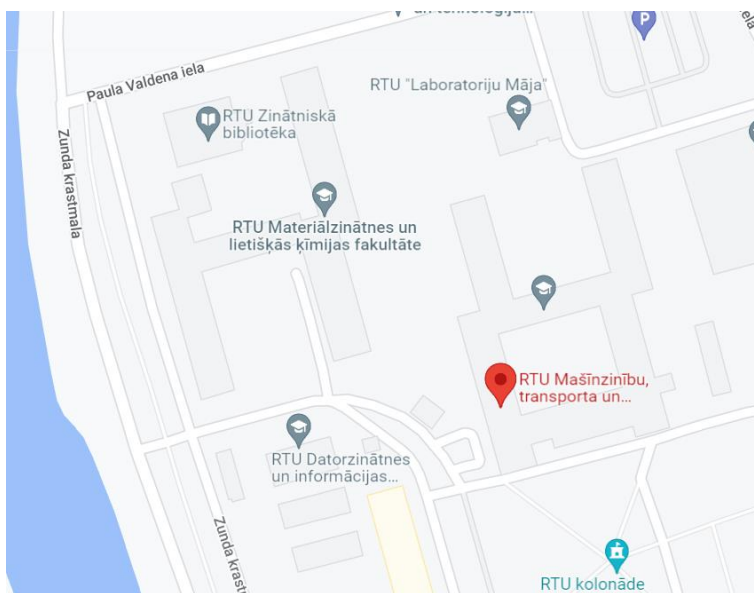 un tehnoloģiju...
P
Paula Valdena iela
RTU "Laboratoriju Māja"
RTU Zinātniskā
bibliotēka
Zunda krastmala
RTU Materiālzinātnes un
lietišķās ķīmijas fakultāte
RTU Mašīnzinību,
transporta un...
RTU Datorzinātnes
un informācijas...
Zunda krast
RTU kolonāde